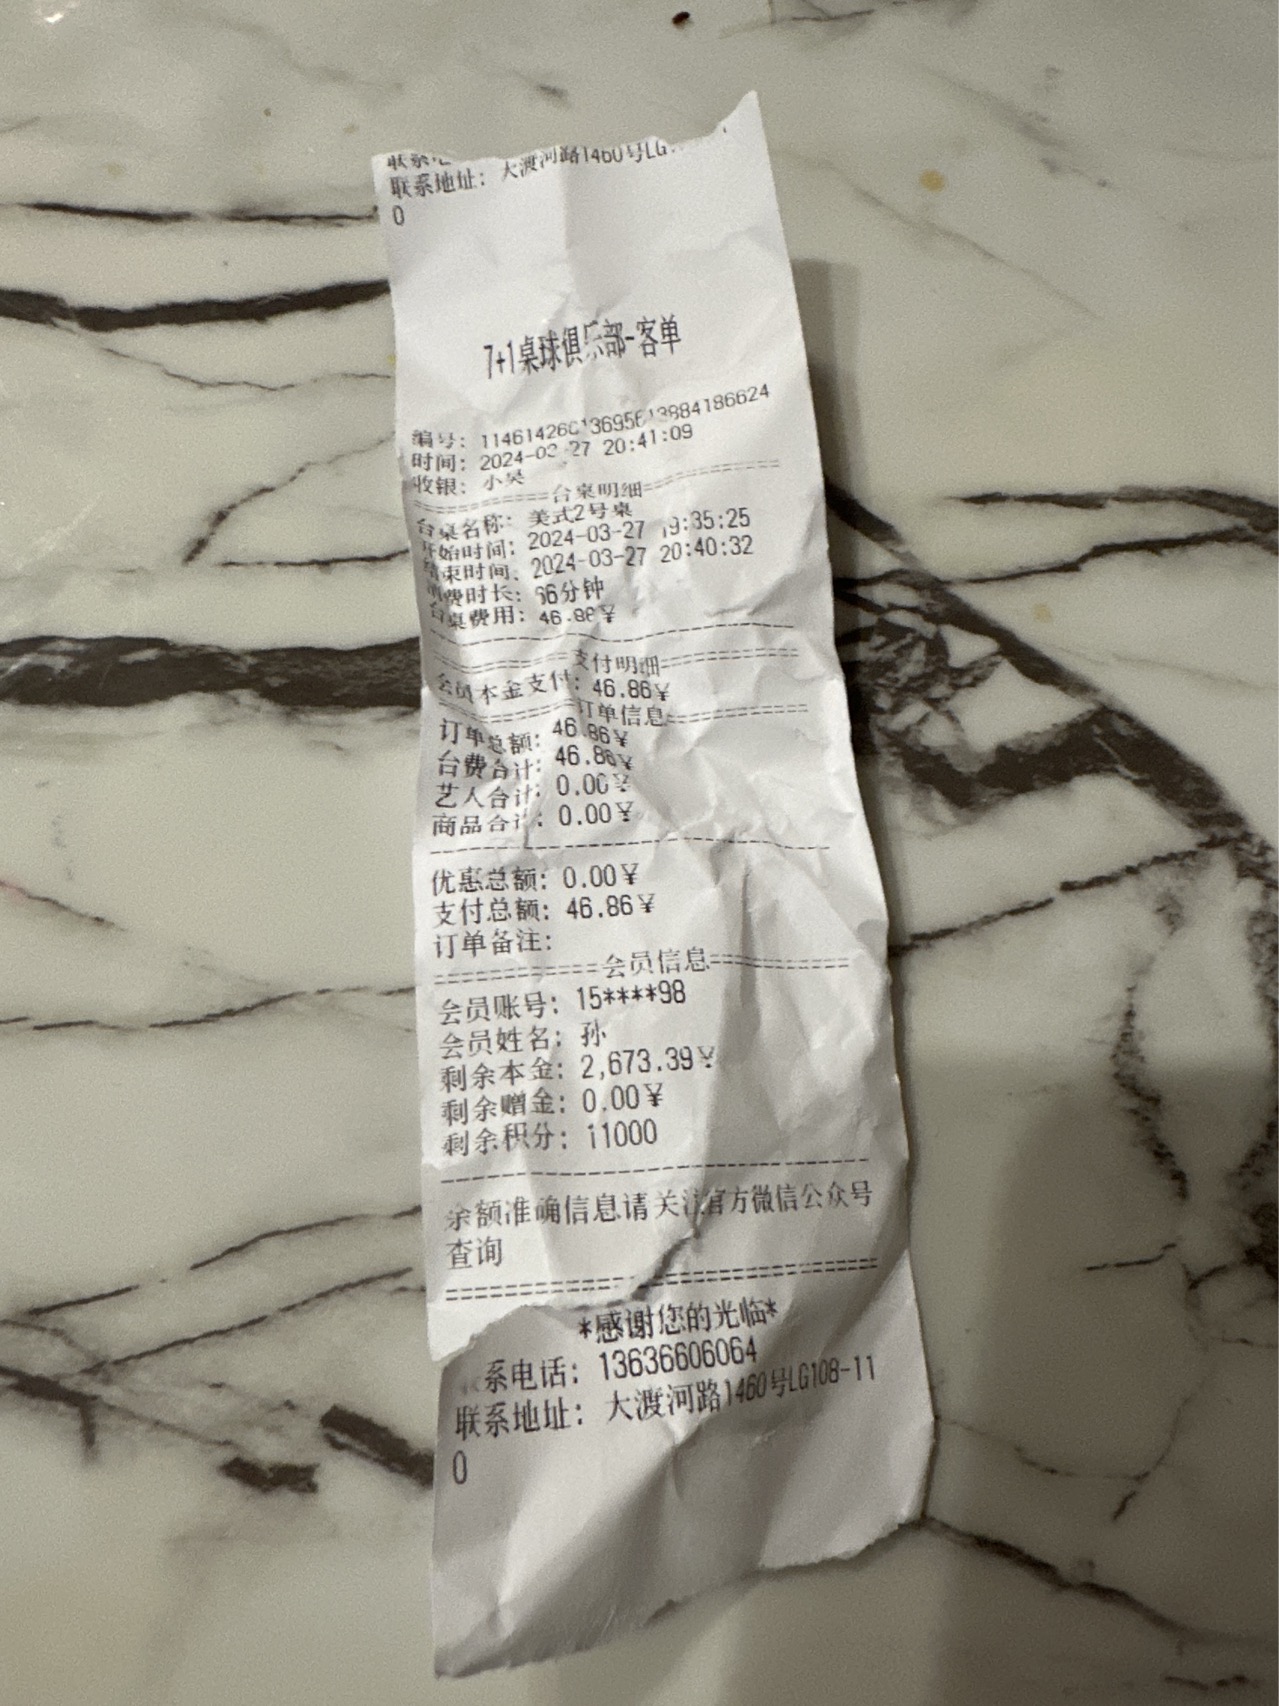 联系地址: 大渡河路1460号LG
0
7+1桌球俱乐部-客单
编号:
时间: 2024-03-27 20:41:09
收银: 小吴
台桌明细
台桌名称: 美式2号桌
开始时间: 2024-03-27 19:35:25
结束时间: 2024-03-27 20:40:32
消费时长: 66分钟
台桌费用: 46.86¥
------------------------------
==========支付明细==========
会员本金支付: 46.86¥
==========订单信息==========
订单总额: 46.86¥
台费合计: 46.86¥
艺人合计: 0.00¥
商品合计: 0.00¥
------------------------------
优惠总额: 0.00¥
支付总额: 46.86¥
订单备注:
==========会员信息==========
会员账号: 15****98
会员姓名: 孙
剩余本金: 2,673.39¥
剩余赠金: 0.00¥
剩余积分: 11000
------------------------------
余额准确信息请关注官方微信公众号
查询
==============================
*感谢您的光临*
系电话: 13636606064
联系地址: 大渡河路1460号LG108-11
0